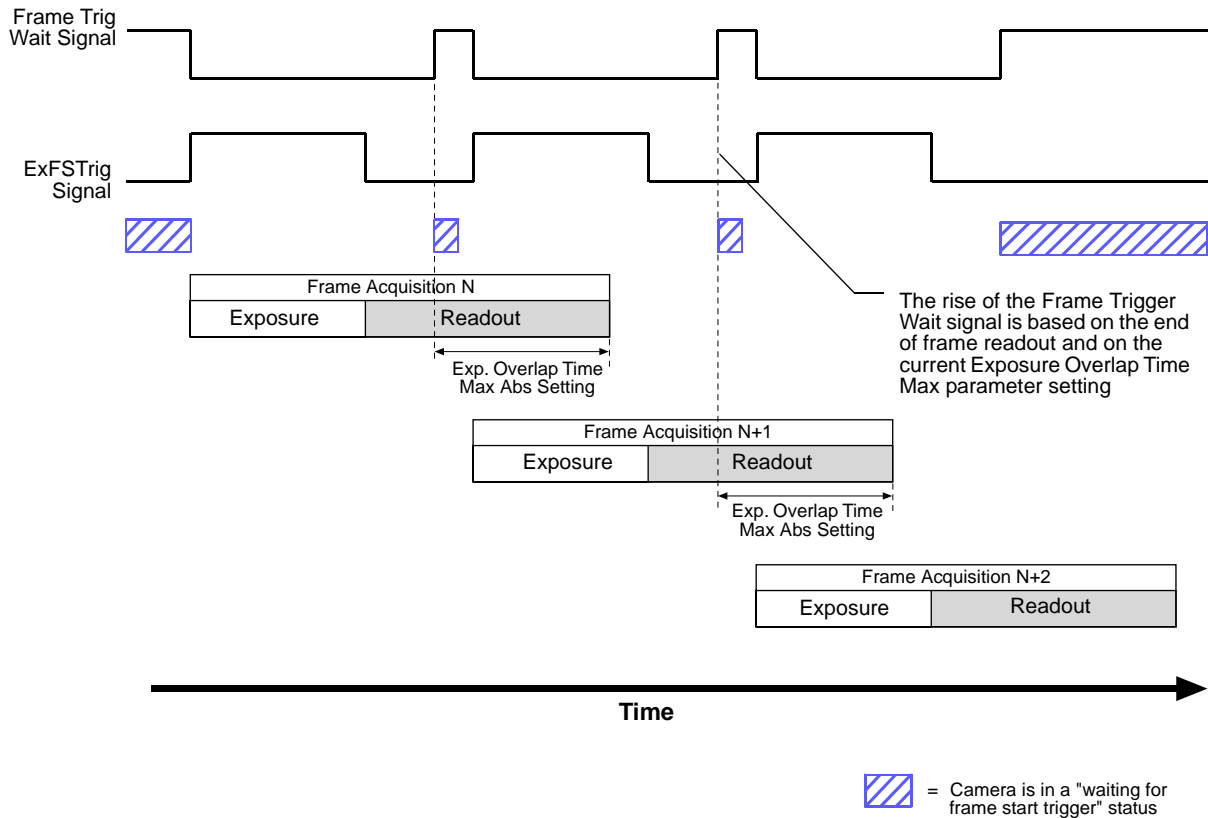 Frame Trig
Wait Signal
ExFSTrig
Signal
Frame Acquisition N
Exposure
Readout
Exp. Overlap Time
Max Abs Setting
The rise of the Frame Trigger
Wait signal is based on the end
of frame readout and on the
current Exposure Overlap Time
Max parameter setting
Frame Acquisition N+1
Exposure
Readout
Exp. Overlap Time
Max Abs Setting
Frame Acquisition N+2
Exposure
Readout
Time
= Camera is in a "waiting for
frame start trigger" status